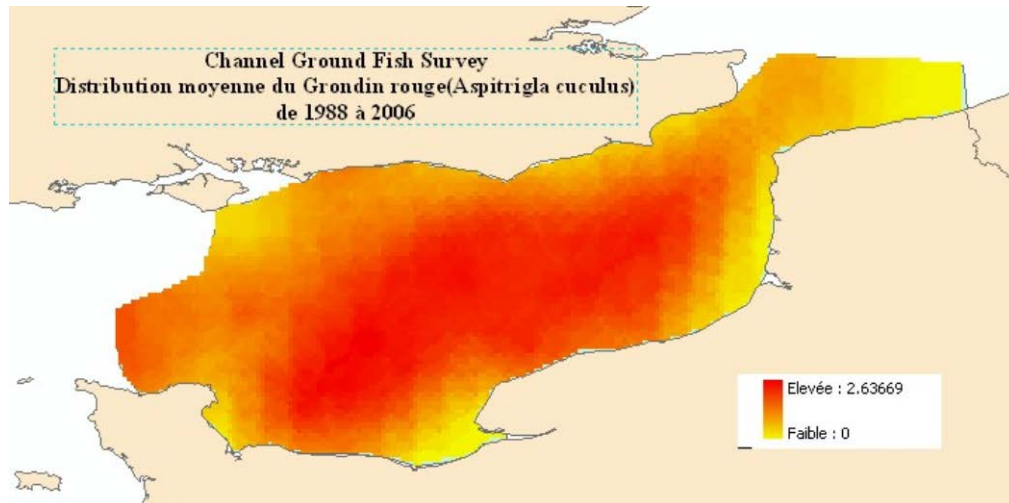 Channel Ground Fish Survey
Distribution moyenne du Grondin rouge(Aspitrigla cuculus)
de 1988 à 2006
Elevée : 2.63669
Faible : 0